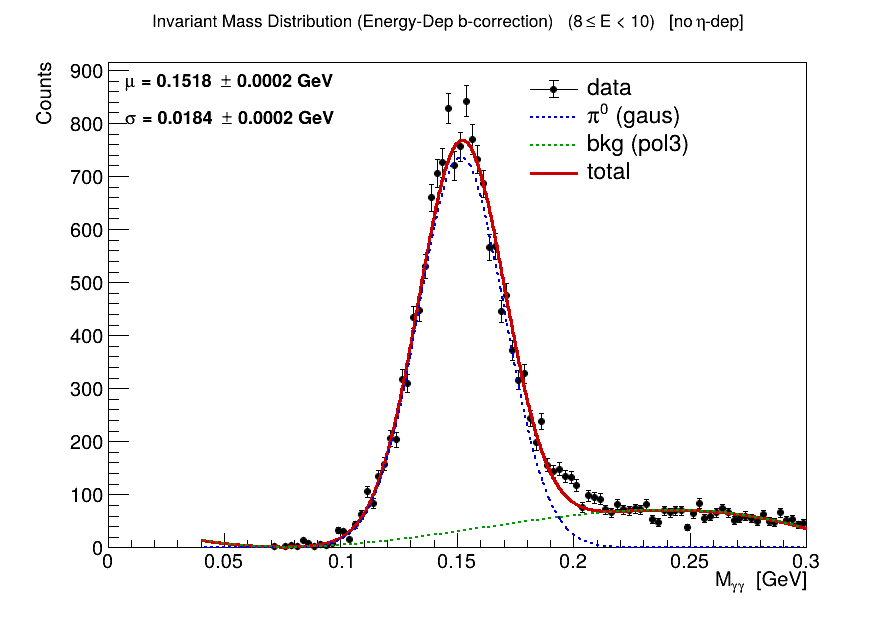 Invariant Mass Distribution (Energy-Dep b-correction) (8 ≤ E < 10) [no η-dep]
μ = 0.1518 ± 0.0002 GeV
σ = 0.0184 ± 0.0002 GeV
data
π⁰ (gaus)
bkg (pol3)
total
Counts
900
800
700
600
500
400
300
200
100
0
0 0.05 0.1 0.15 0.2 0.25 0.3
Mγγ [GeV]